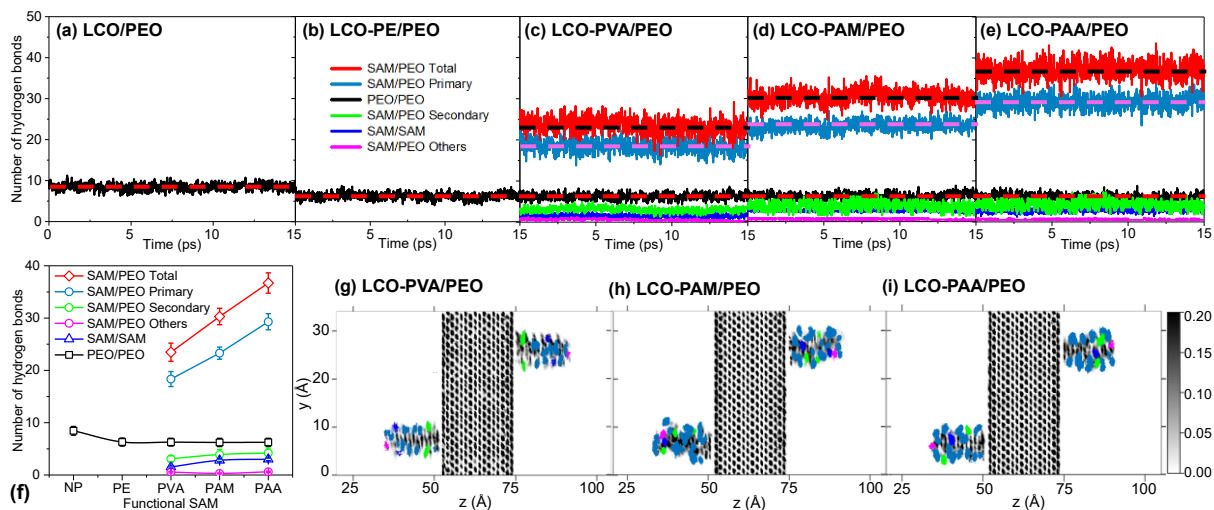 (a) LCO/PEO
(b) LCO-PE/PEO
(c) LCO-PVA/PEO
(d) LCO-PAM/PEO
(e) LCO-PAA/PEO
Number of hydrogen bonds
50
40
30
20
10
0
SAM/PEO Total
SAM/PEO Primary
PEO/PEO
SAM/PEO Secondary
SAM/SAM
SAM/PEO Others
0 5 10 15
Time (ps)
5 10 15
Time (ps)
5 10 15
Time (ps)
5 10 15
Time (ps)
5 10 15
Time (ps)
Number of hydrogen bonds
40
30
20
10
0
SAM/PEO Total
SAM/PEO Primary
SAM/PEO Secondary
SAM/PEO Others
SAM/SAM
PEO/PEO
NP PE PVA PAM PAA
Functional SAM
(f)
(g) LCO-PVA/PEO
(h) LCO-PAM/PEO
(i) LCO-PAA/PEO
y (Å)
30
20
10
0
25 50 75 100
z (Å)
25 50 75 100
z (Å)
25 50 75 100
z (Å)
0.20
0.15
0.10
0.05
0.00